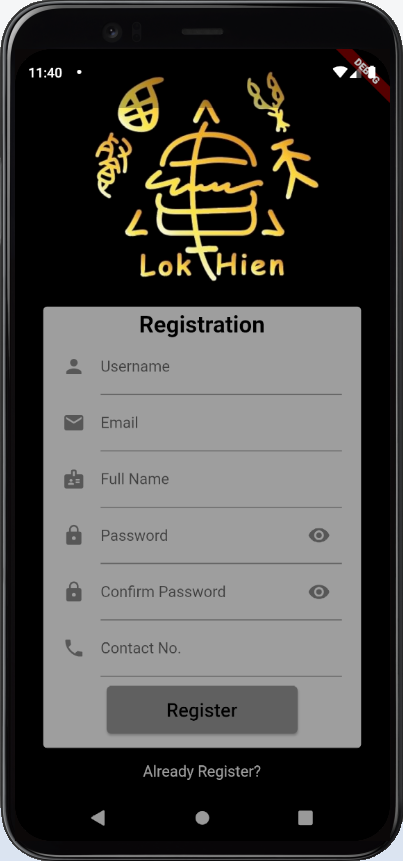 11:40
DEBUG
Lok Hien
Registration
Username
Email
Full Name
Password
Confirm Password
Contact No.
Register
Already Register?